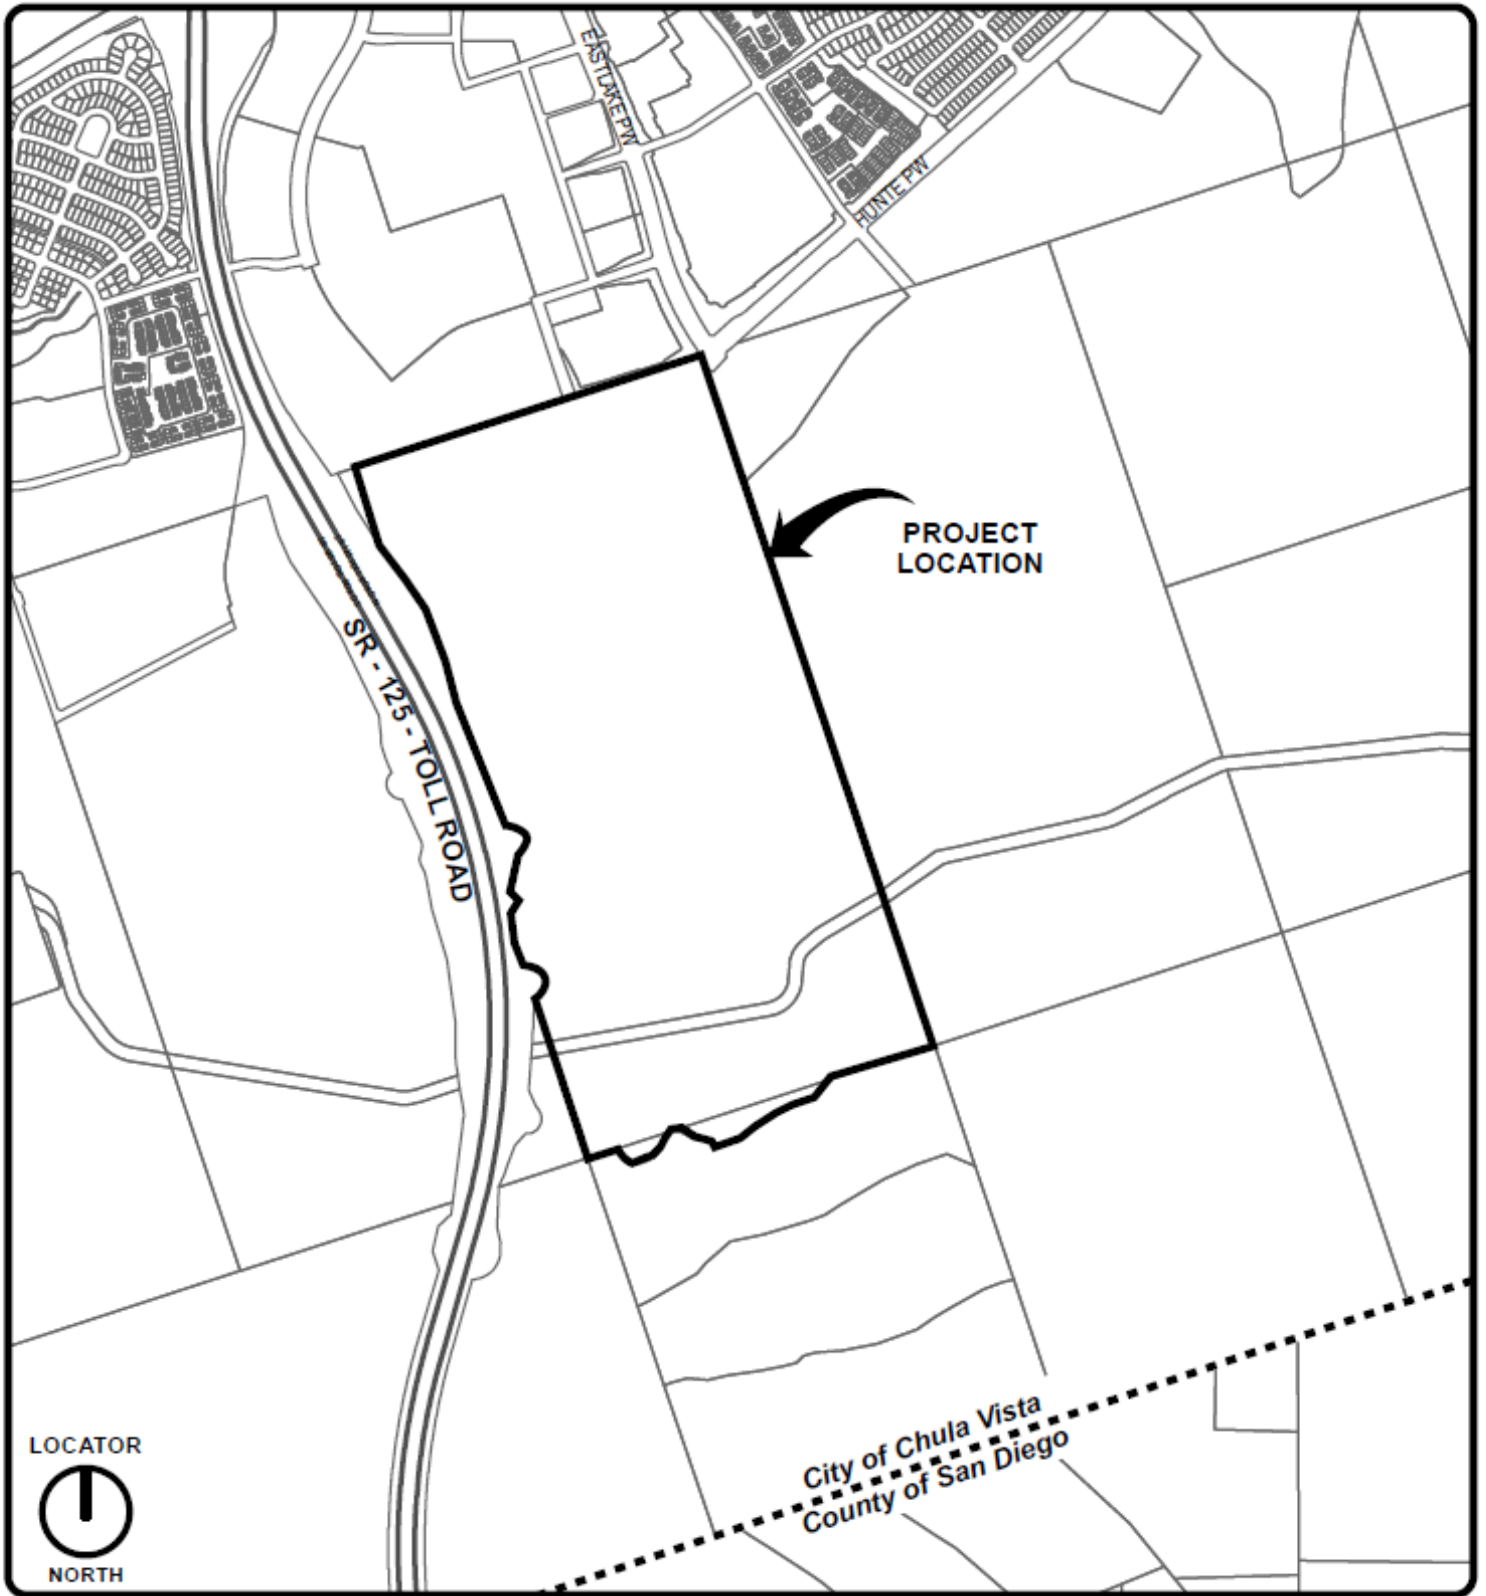 EASTLAKE PW
HUNTE PW
PROJECT
LOCATION
SR - 125 - TOLL ROAD
City of Chula Vista
County of San Diego
LOCATOR
NORTH